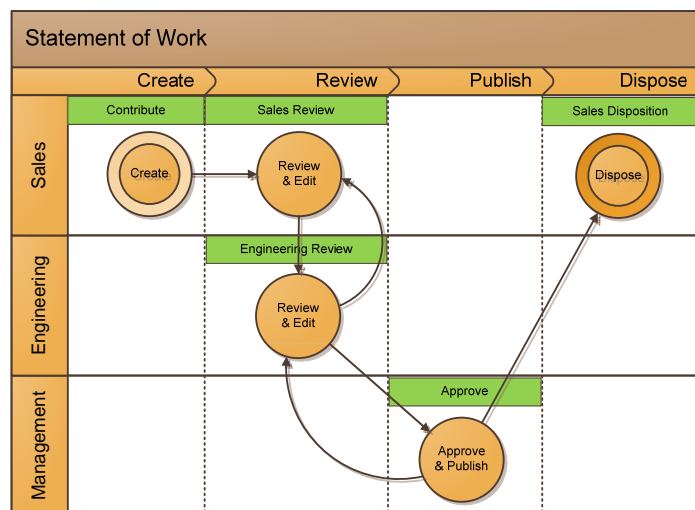 Statement of Work
Create
Review
Publish
Dispose
Sales
Contribute
Sales Review
Sales Disposition
Create
Review
& Edit
Dispose
Engineering
Engineering Review
Review
& Edit
Management
Approve
Approve
& Publish